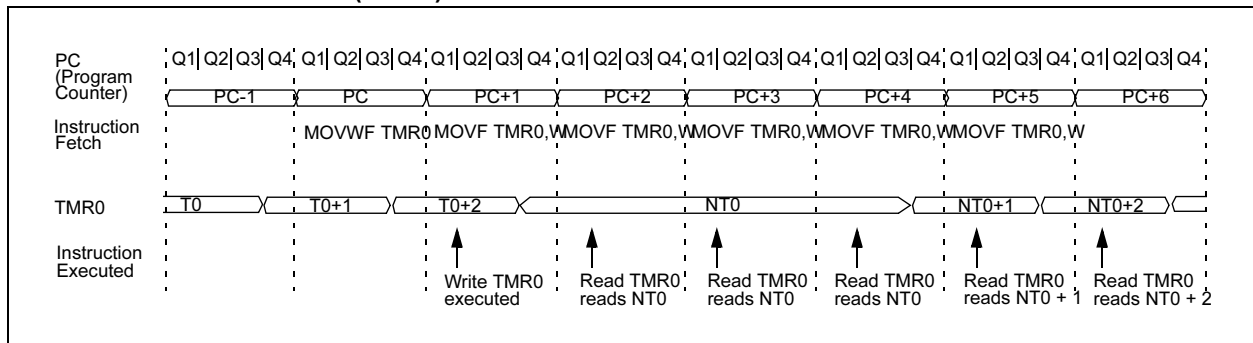 PC Q1 Q2 Q3 Q4 Q1 Q2 Q3 Q4 Q1 Q2 Q3 Q4 Q1 Q2 Q3 Q4 Q1 Q2 Q3 Q4 Q1 Q2 Q3 Q4 Q1 Q2 Q3 Q4 Q1 Q2 Q3 Q4
(Program
Counter) PC-1 PC PC+1 PC+2 PC+3 PC+4 PC+5 PC+6
Instruction
Fetch MOVWF TMR0 MOVF TMR0,W MOVF TMR0,W MOVF TMR0,W MOVF TMR0,W MOVF TMR0,W
TMR0 T0 T0+1 T0+2 NT0 NT0+1 NT0+2
Instruction
Executed
Write TMR0 Read TMR0 Read TMR0 Read TMR0 Read TMR0 Read TMR0
executed reads NT0 reads NT0 reads NT0 reads NT0 + 1 reads NT0 + 2